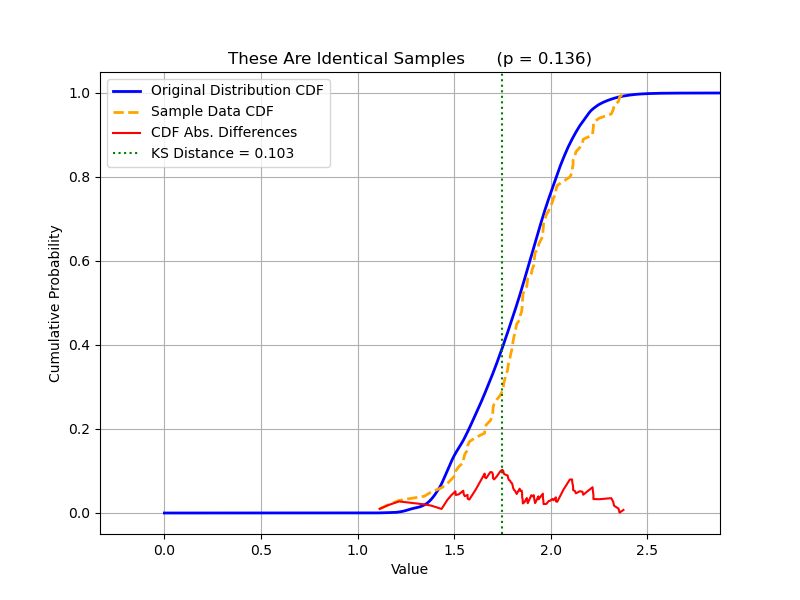 These Are Identical Samples (p = 0.136)
Original Distribution CDF
Sample Data CDF
CDF Abs. Differences
KS Distance = 0.103
Cumulative Probability
1.0
0.8
0.6
0.4
0.2
0.0
0.0 0.5 1.0 1.5 2.0 2.5
Value